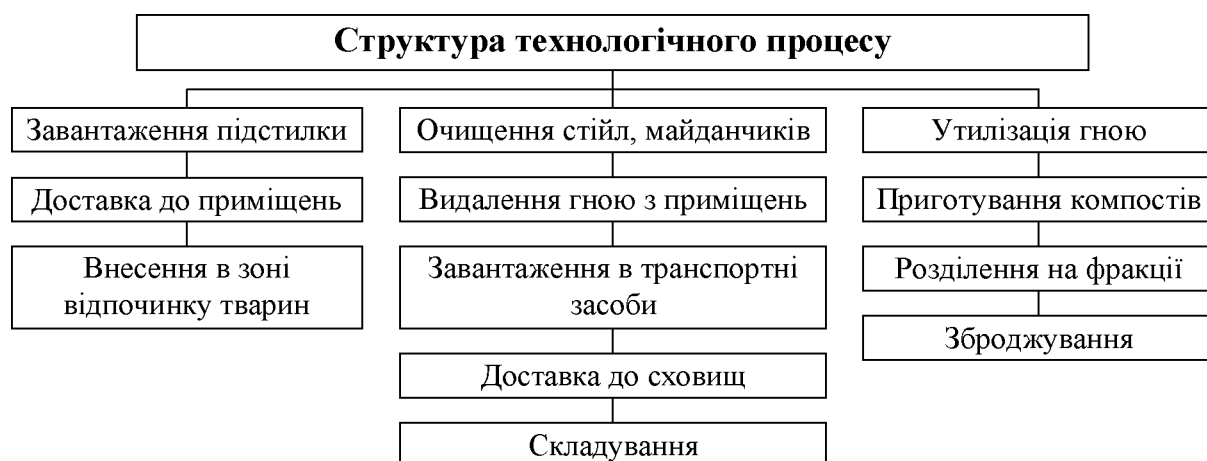 Структура технологічного процесу
Завантаження підстилки
Доставка до приміщень
Внесення в зоні
відпочинку тварин
Очищення стійл, майданчиків
Видалення гною з приміщень
Завантаження в транспортні
засоби
Доставка до сховищ
Складування
Утилізація гною
Приготування компостів
Розділення на фракції
Зброджування